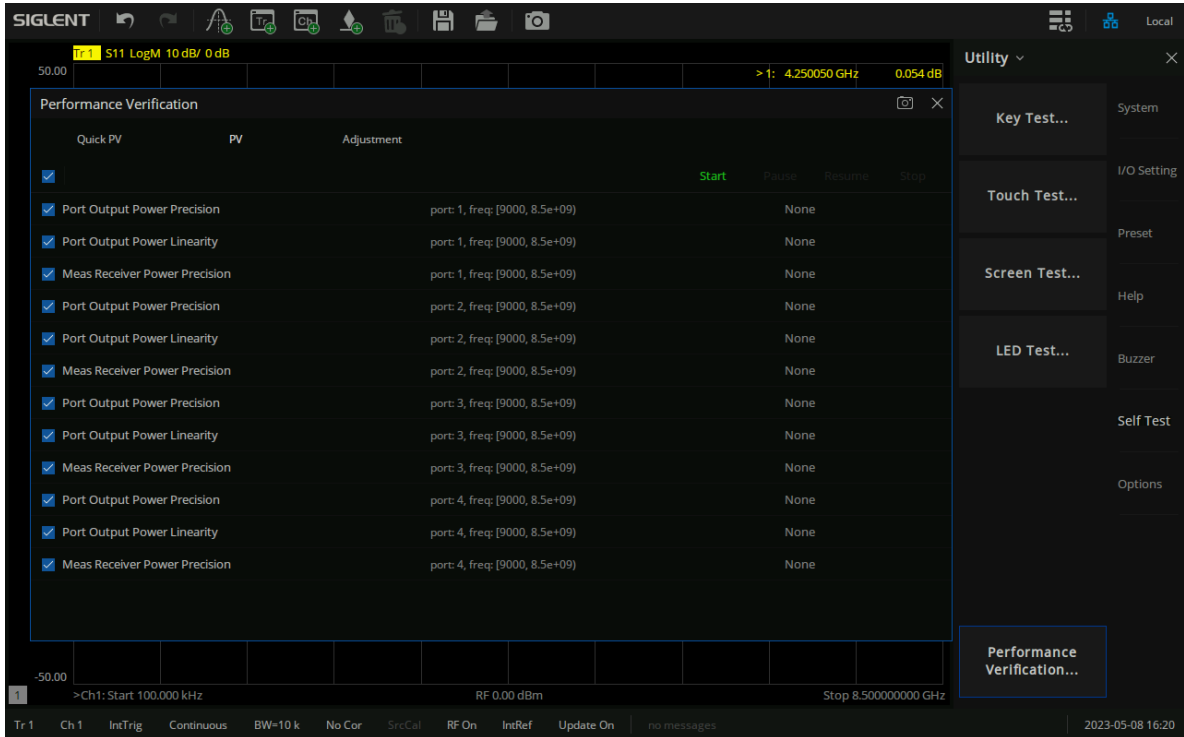 SIGLENT Tr Ch Local
Tr 1 S11 LogM 10 dB/ 0 dB
50.00
> 1: 4.250050 GHz 0.054 dB
Utility
Performance Verification
Key Test...
System
Quick PV PV Adjustment
Start Pause Resume Stop
I/O Setting
Touch Test...
Port Output Power Precision port: 1, freq: [9000, 8.5e+09) None
Port Output Power Linearity port: 1, freq: [9000, 8.5e+09) None
Preset
Meas Receiver Power Precision port: 1, freq: [9000, 8.5e+09) None
Screen Test...
Help
Port Output Power Precision port: 2, freq: [9000, 8.5e+09) None
Port Output Power Linearity port: 2, freq: [9000, 8.5e+09) None
LED Test...
Buzzer
Meas Receiver Power Precision port: 2, freq: [9000, 8.5e+09) None
Port Output Power Precision port: 3, freq: [9000, 8.5e+09) None
Self Test
Port Output Power Linearity port: 3, freq: [9000, 8.5e+09) None
Meas Receiver Power Precision port: 3, freq: [9000, 8.5e+09) None
Options
Port Output Power Precision port: 4, freq: [9000, 8.5e+09) None
Port Output Power Linearity port: 4, freq: [9000, 8.5e+09) None
Meas Receiver Power Precision port: 4, freq: [9000, 8.5e+09) None
Performance
Verification...
-50.00
1 >Ch1: Start 100.000 kHz RF 0.00 dBm Stop 8.500000000 GHz
Tr 1 Ch 1 IntTrig Continuous BW=10 k No Cor SrcCal RF On IntRef Update On no messages 2023-05-08 16:20